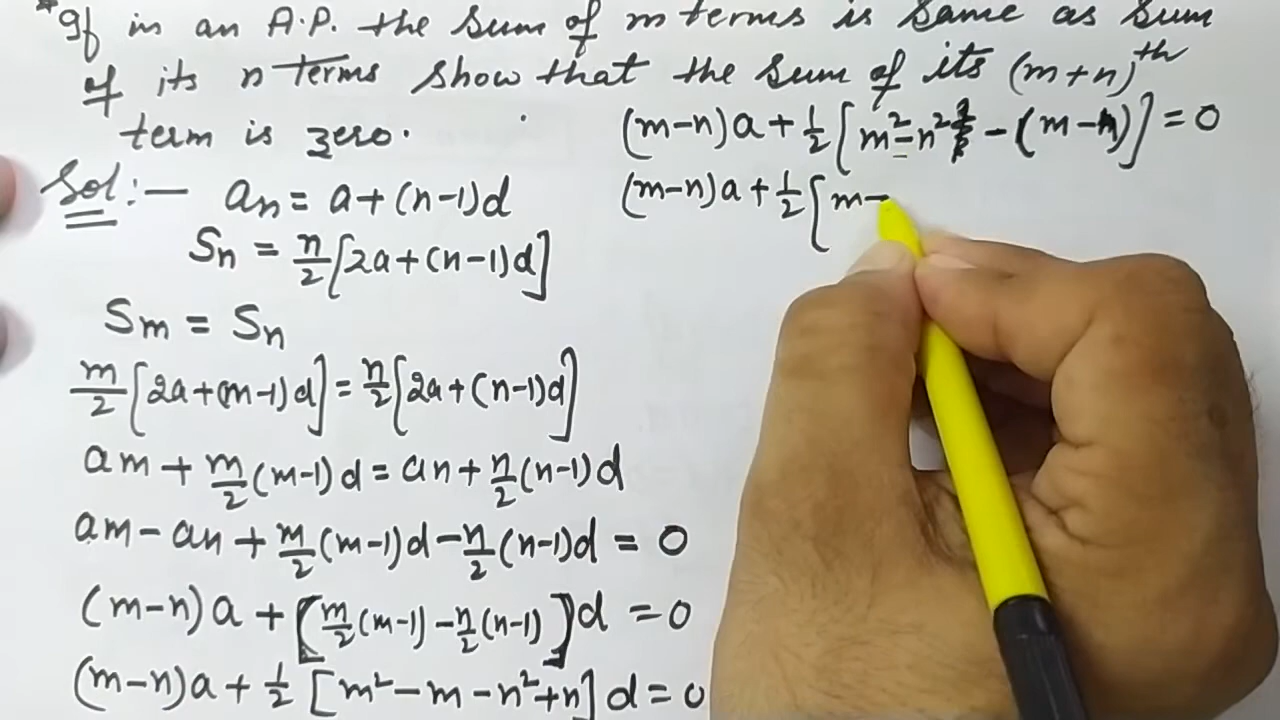 *If in an A.P. the sum of m terms is same as sum
of its n terms show that the sum of its (m+n)th
term is zero.
Sol:— an = a+(n-1)d
Sn = n/2[2a+(n-1)d]
Sm = Sn
m/2[2a+(m-1)d] = n/2[2a+(n-1)d]
am + m/2(m-1)d = an + n/2(n-1)d
am - an + m/2(m-1)d - n/2(n-1)d = 0
(m-n)a + [m/2(m-1) - n/2(n-1)]d = 0
(m-n)a + 1/2[m² - m - n² + n]d = 0
(m-n)a + 1/2[m² - n² - (m-n)] = 0
(m-n)a + 1/2[m-